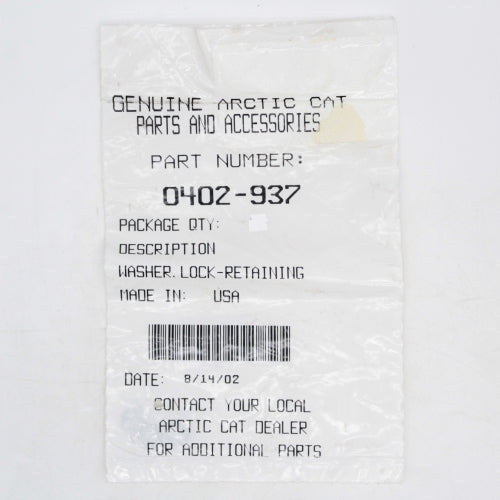 GENUINE ARCTIC CAT
PARTS AND ACCESSORIES
PART NUMBER:
0402-937
PACKAGE QTY:
DESCRIPTION
WASHER.LOCK-RETAINING
MADE IN: USA
DATE: 8/14/02
CONTACT YOUR LOCAL
ARCTIC CAT DEALER
FOR ADDITIONAL PARTS